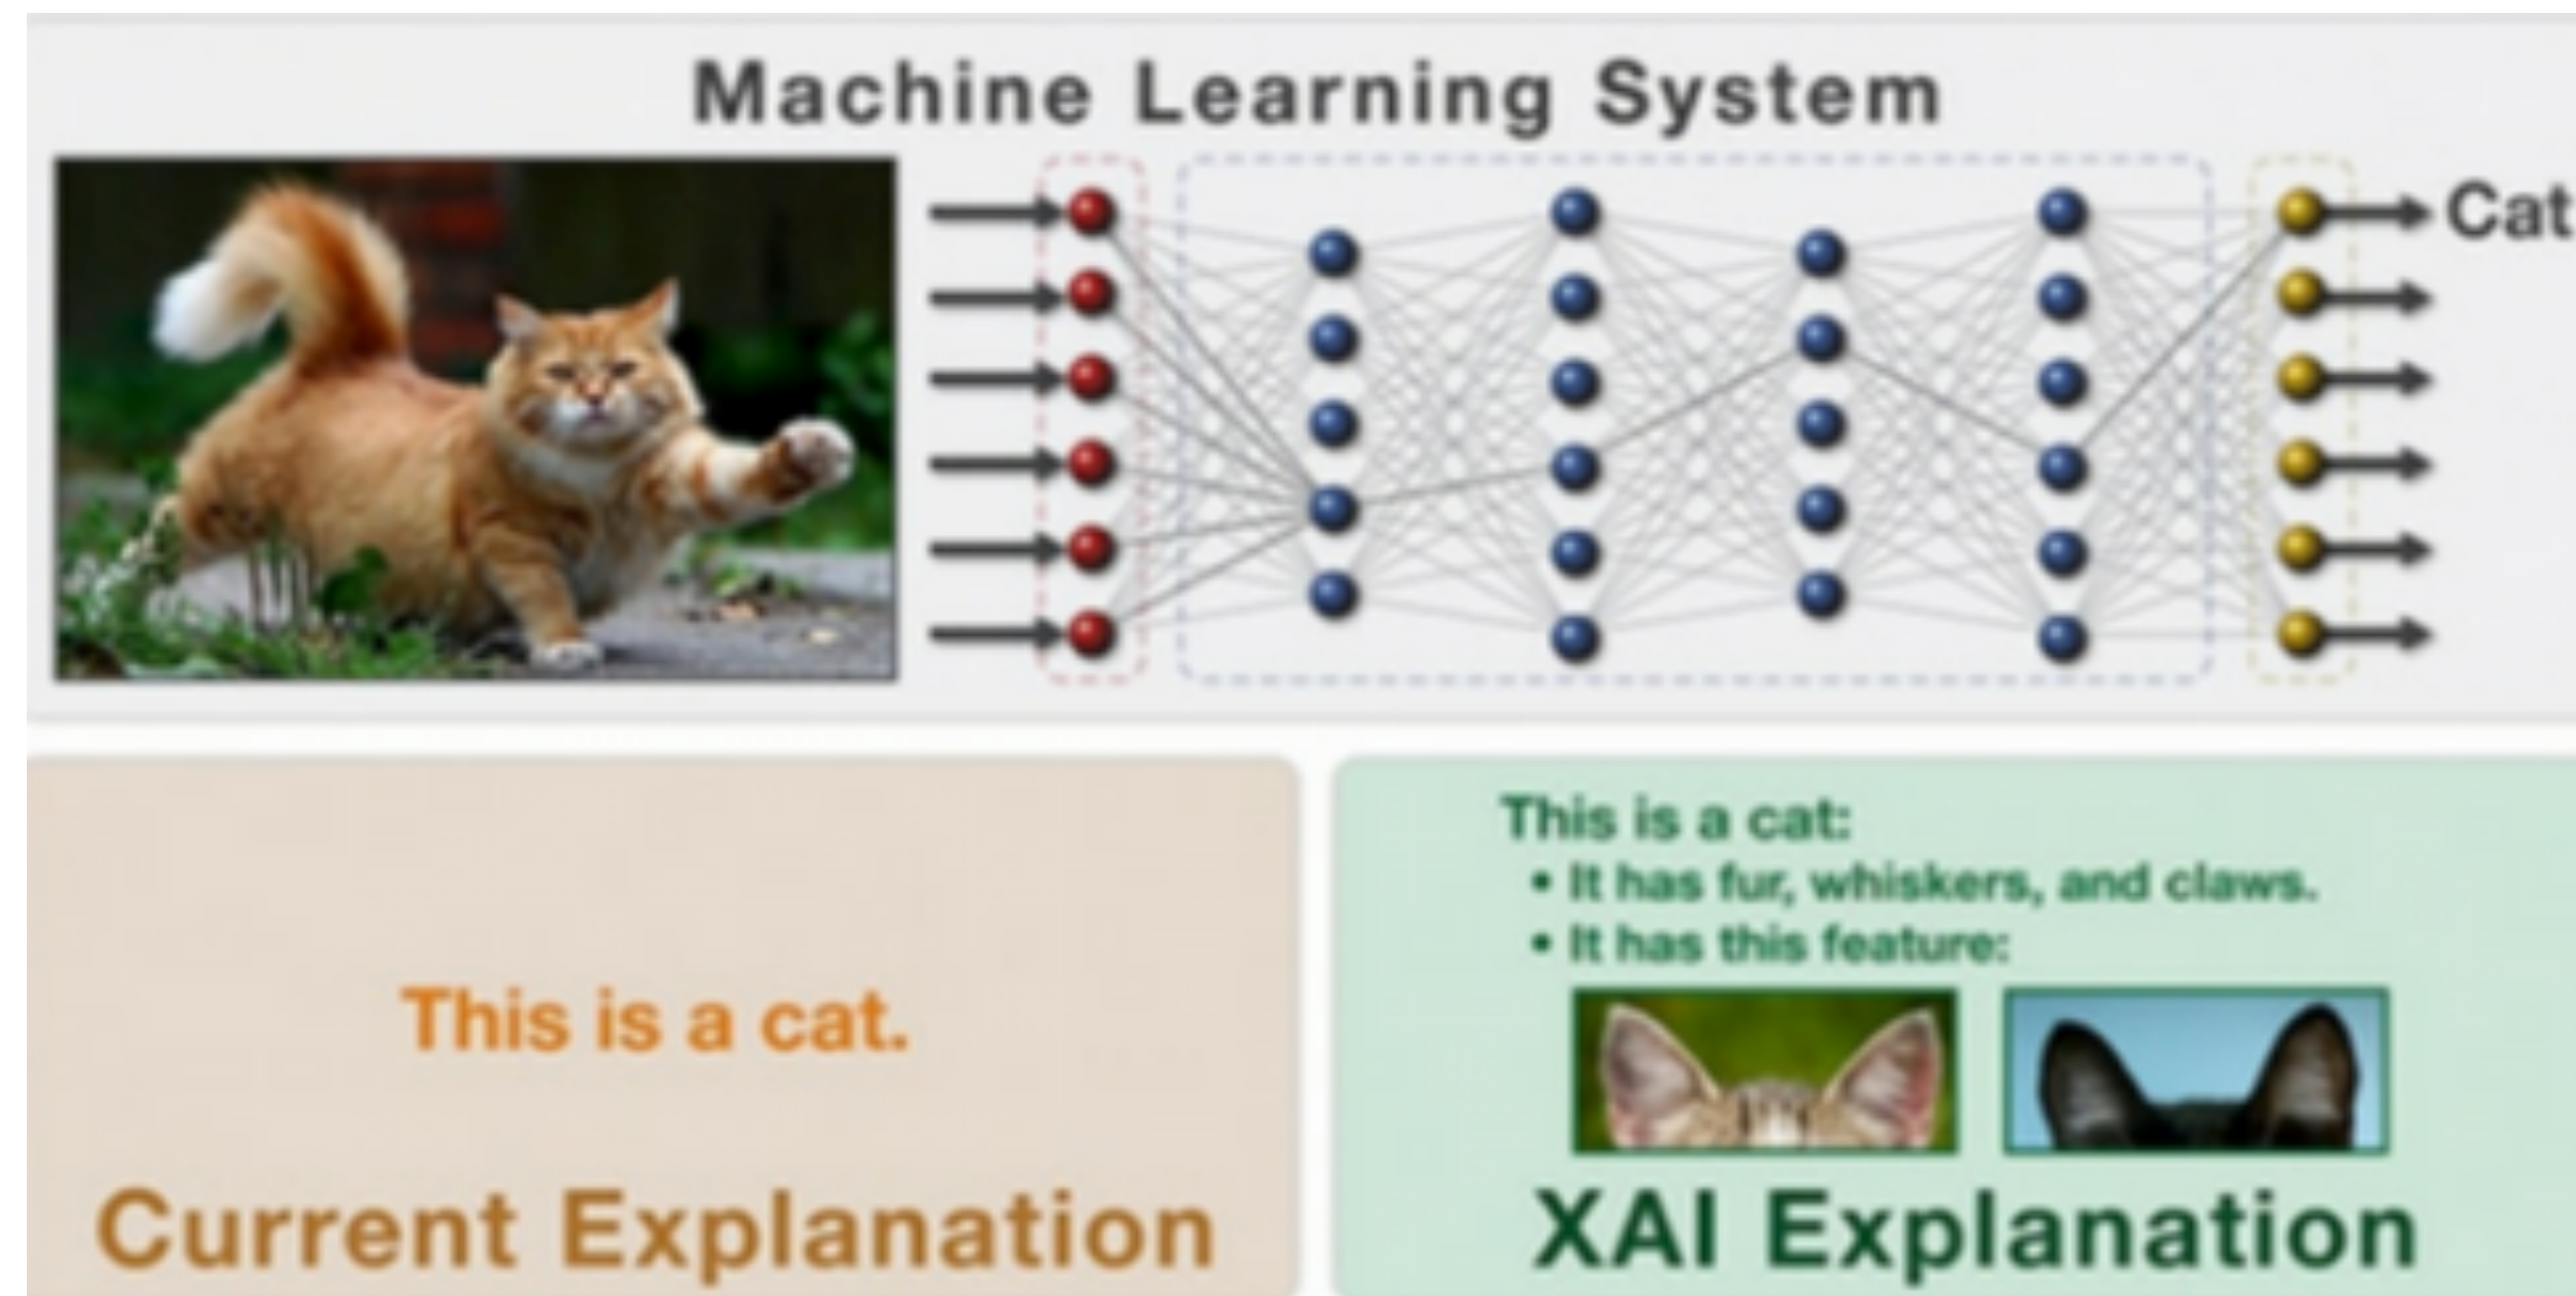 Machine Learning System
Cat
This is a cat.
Current Explanation
This is a cat:
• It has fur, whiskers, and claws.
• It has this feature:
XAI Explanation